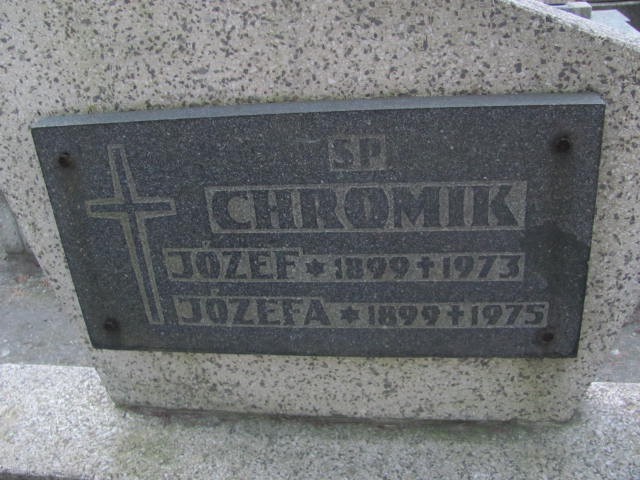 SP
CHROMIK
JÓZEF * 1899 † 1973
JÓZEFA * 1899 † 1975